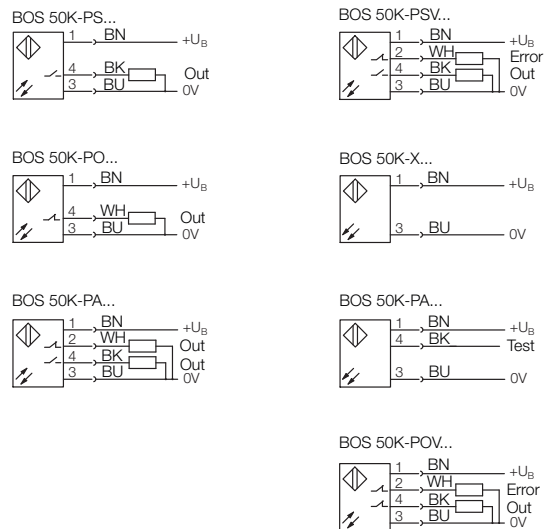 BOS 50K-PS...
1 BN +UB
4 BK Out
3 BU 0V
BOS 50K-PSV...
1 BN +UB
2 WH Error
4 BK Out
3 BU 0V
BOS 50K-PO...
1 BN +UB
4 WH Out
3 BU 0V
BOS 50K-X...
1 BN +UB
3 BU 0V
BOS 50K-PA...
1 BN +UB
2 WH Out
4 BK Out
3 BU 0V
BOS 50K-PA...
1 BN +UB
4 BK Test
3 BU 0V
BOS 50K-POV...
1 BN +UB
2 WH Error
4 BK Out
3 BU 0V